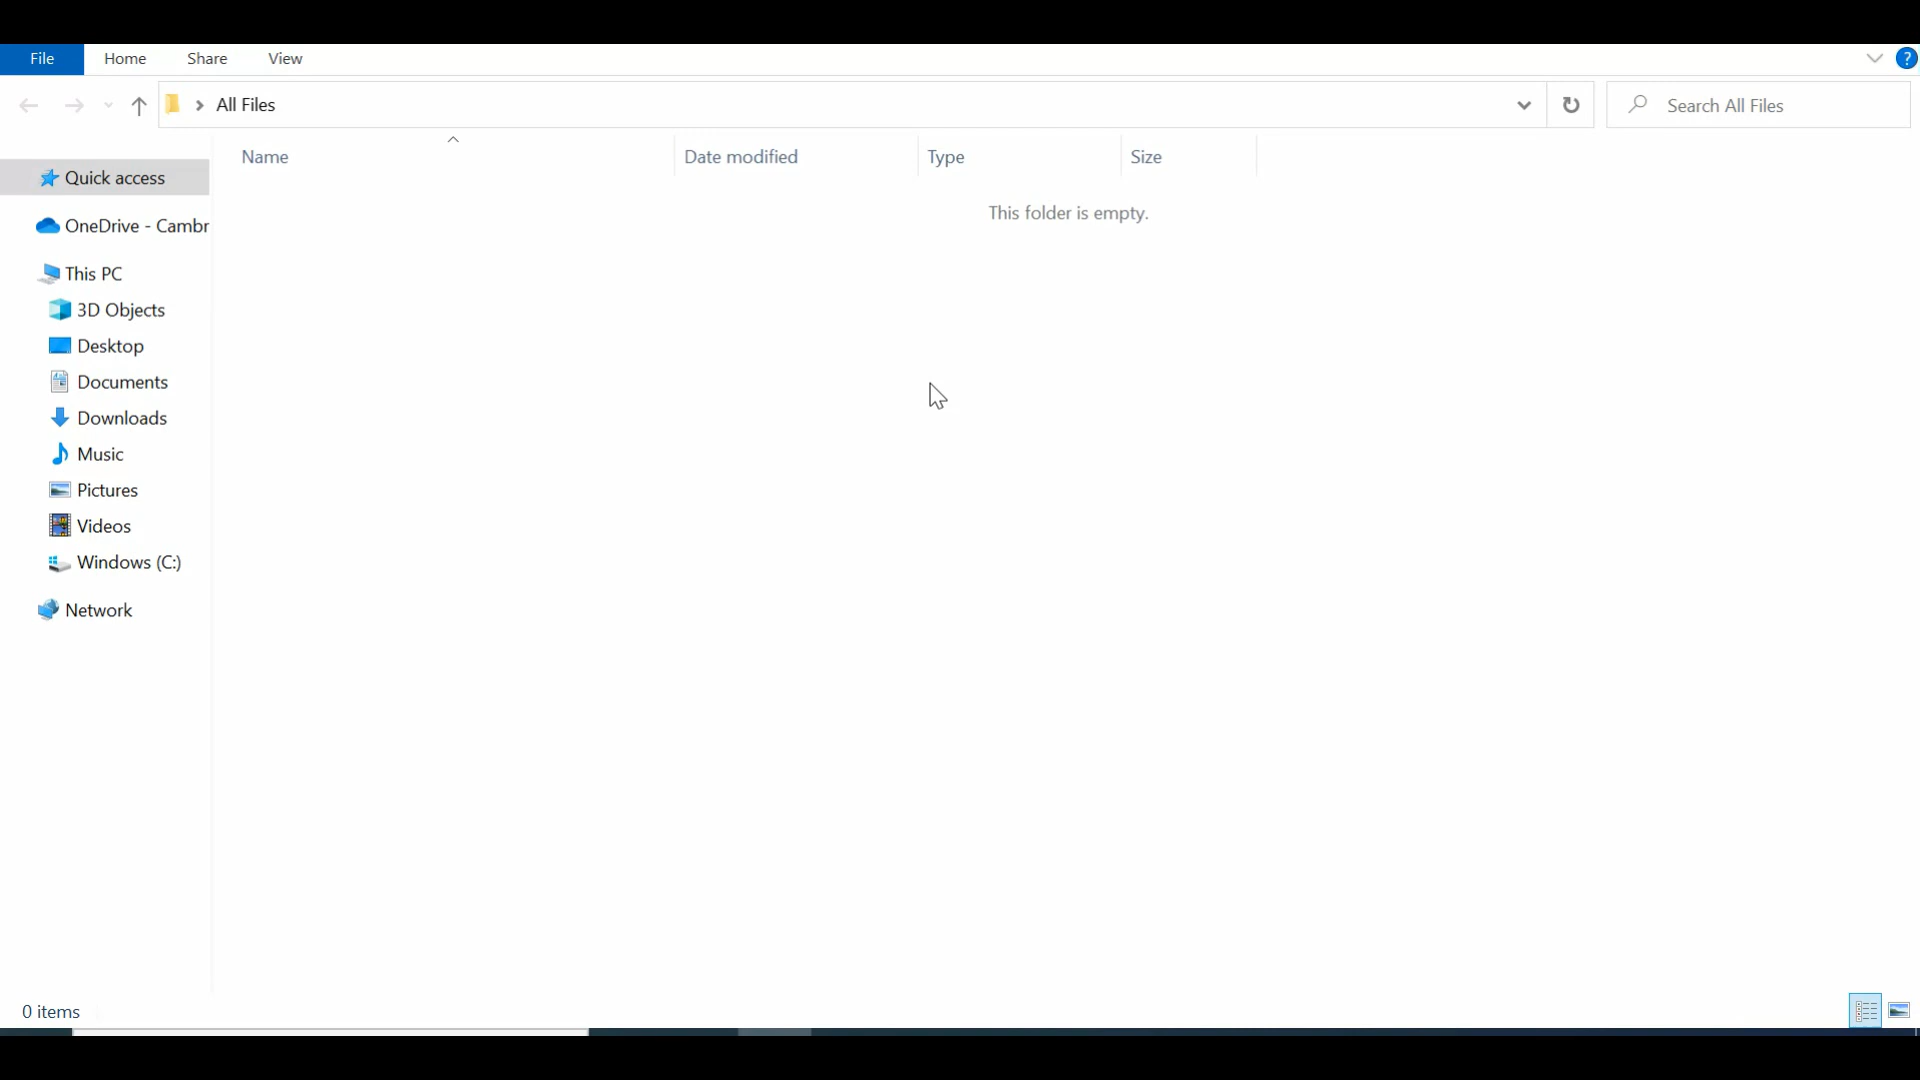 File Home Share View ?
All Files Search All Files
Name Date modified Type Size
This folder is empty.
Quick access
OneDrive - Cambr
This PC
3D Objects
Desktop
Documents
Downloads
Music
Pictures
Videos
Windows (C:)
Network
0 items